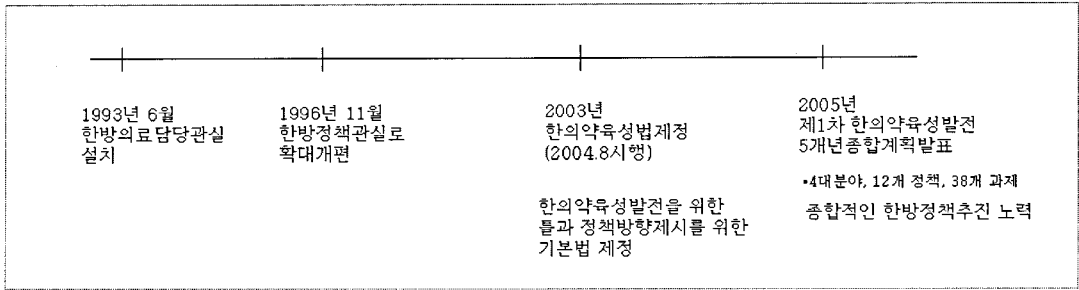 1993년 6월
한방의료담당관실
설치
1996년 11월
한방정책관실로
확대개편
2003년
한의약육성법제정
(2004.8시행)
한의약육성발전을 위한
틀과 정책방향제시를 위한
기본법 제정
2005년
제1차 한의약육성발전
5개년종합계획발표
▪4대분야, 12개 정책, 38개 과제
종합적인 한방정책추진 노력